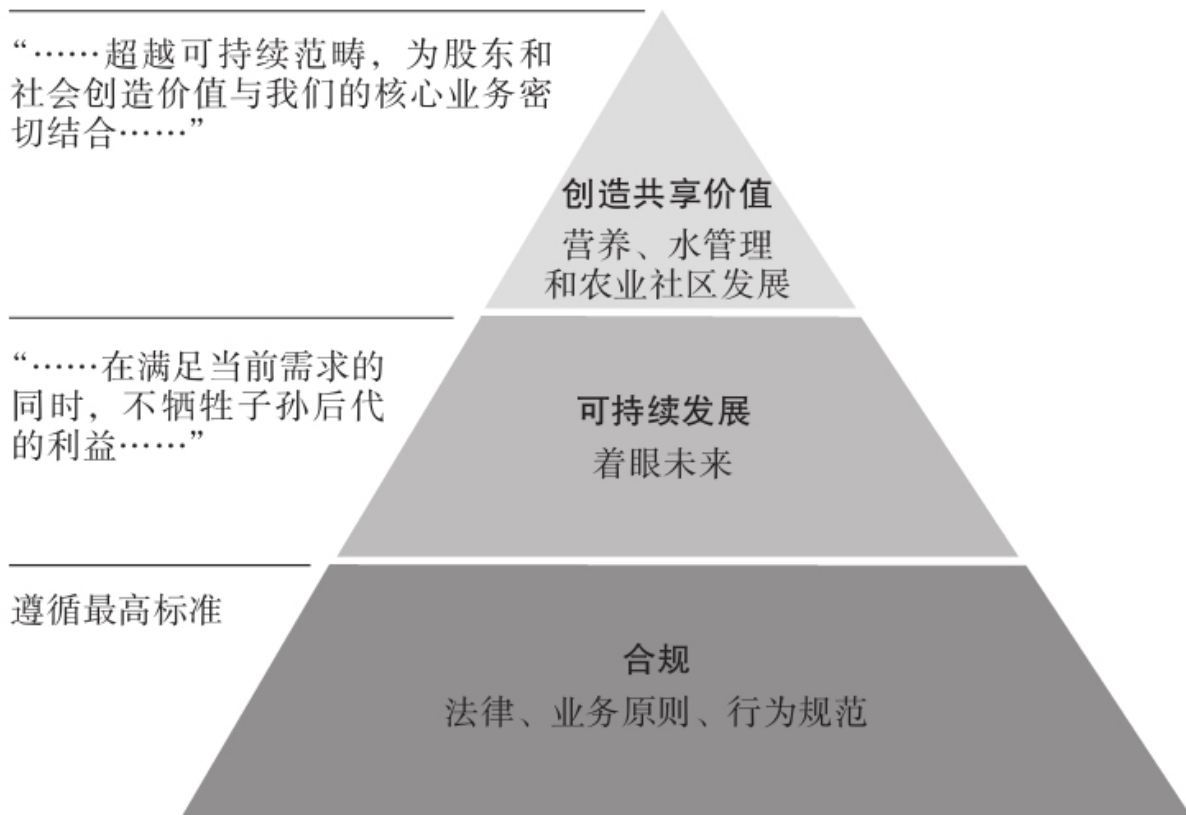 “……超越可持续范畴，为股东和
社会创造价值与我们的核心业务密
切结合……”
创造共享价值
营养、水管理
和农业社区发展
“……在满足当前需求的
同时，不牺牲子孙后代
的利益……”
可持续发展
着眼未来
遵循最高标准
合规
法律、业务原则、行为规范